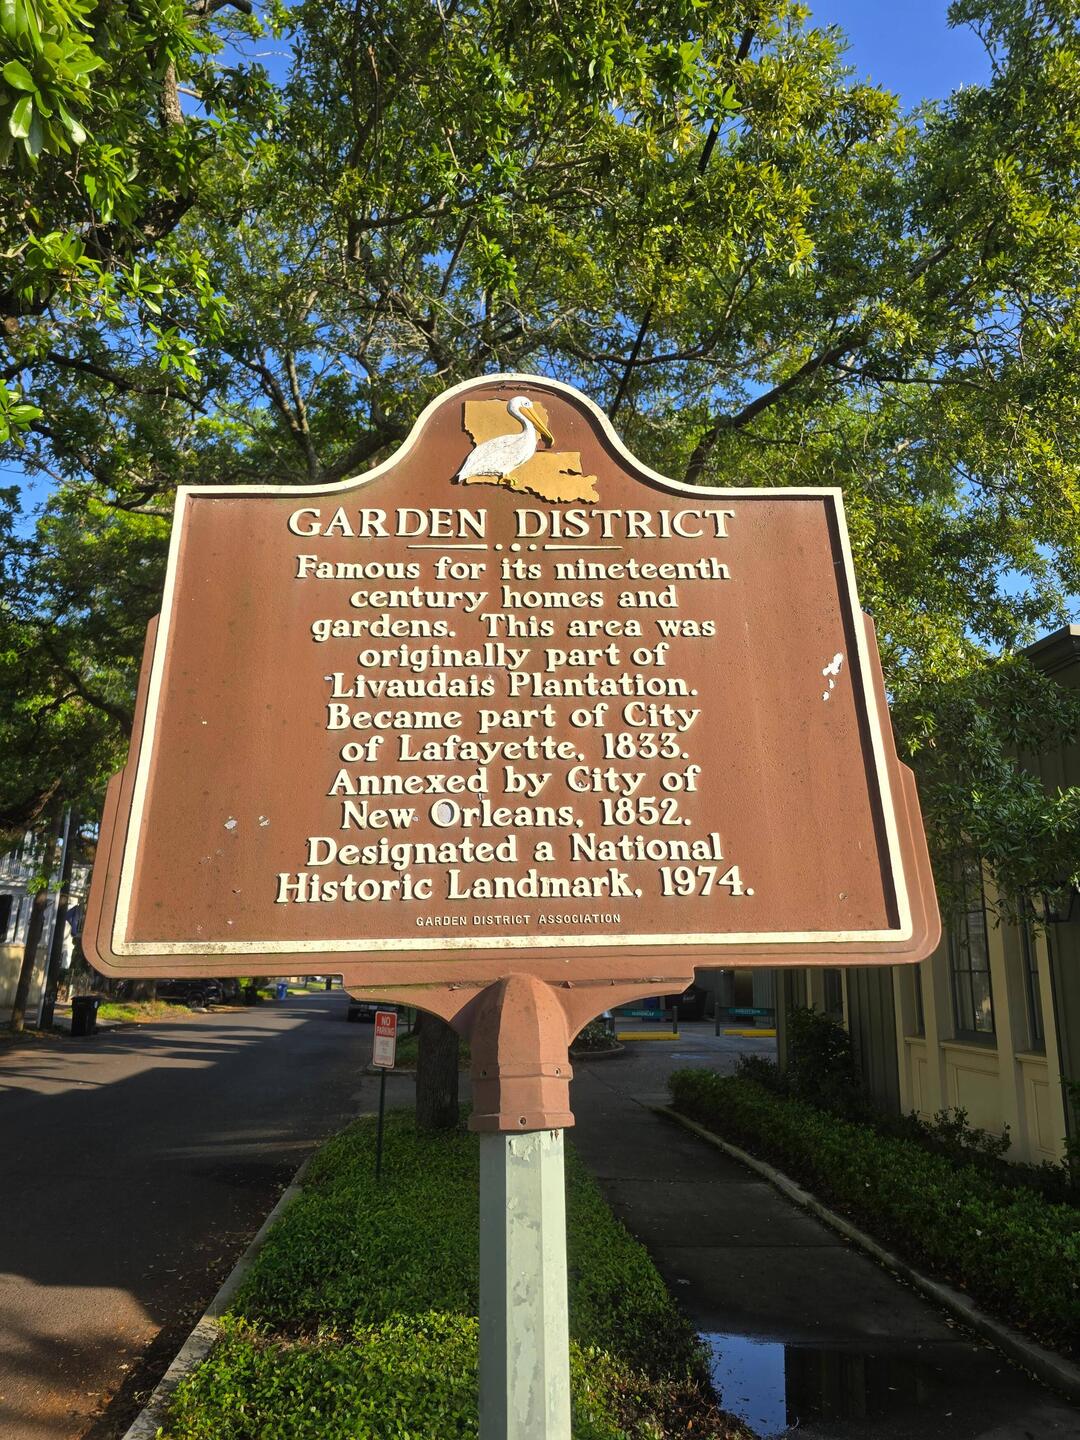 GARDEN DISTRICT
Famous for its nineteenth
century homes and
gardens. This area was
originally part of
Livaudais Plantation.
Became part of City
of Lafayette, 1833.
Annexed by City of
New Orleans, 1852.
Designated a National
Historic Landmark, 1974.
GARDEN DISTRICT ASSOCIATION
NO
PARKING